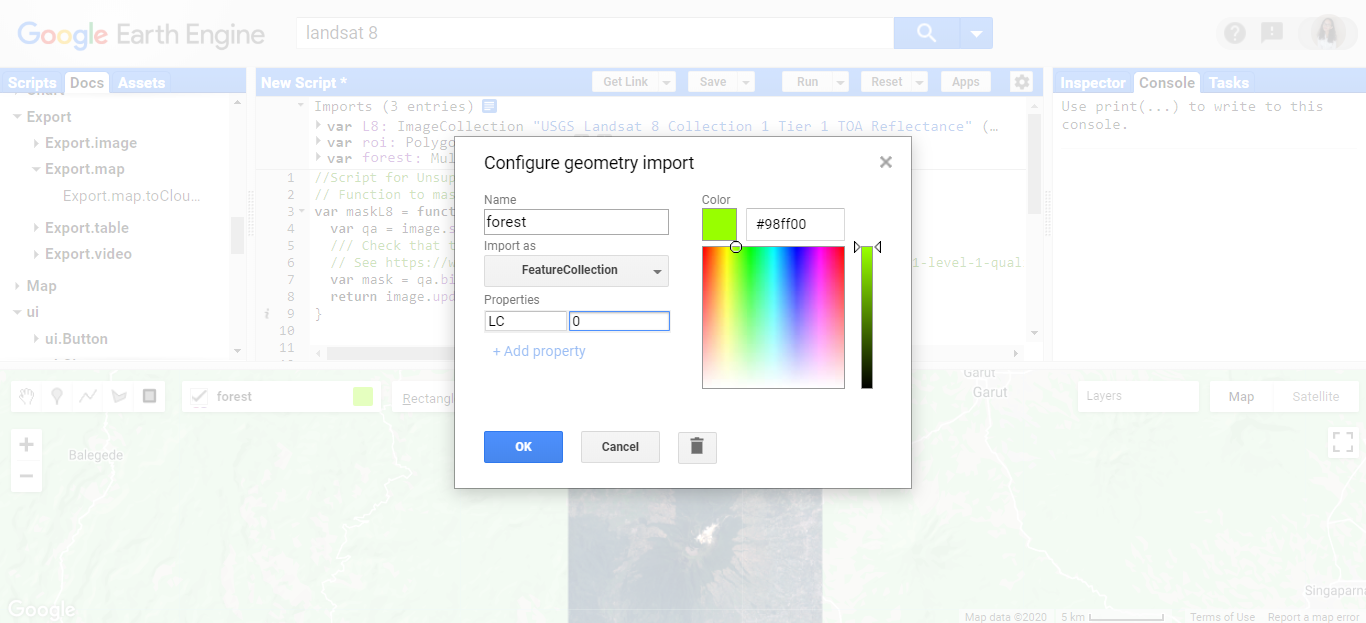 Google Earth Engine
landsat 8
Scripts Docs Assets
New Script *
Get Link
Save
Run
Reset
Apps
Inspector Console Tasks
Export
Export.image
Export.map
Export.map.toClou...
Export.table
Export.video
Map
ui
ui.Button
Imports (3 entries)
var L8: ImageCollection "USGS Landsat 8 Collection 1 Tier 1 TOA Reflectance" (…
var roi: Polygo
var forest: Mul
1 //Script for Unsup
2 // Function to mas
3 var maskL8 = funct
4 var qa = image.s
5 /// Check that t
6 // See https://w 1-level-1-qual
7 var mask = qa.bi
8 return image.upd
i 9 }
10
11
Use print(...) to write to this
console.
Configure geometry import
Name
forest
Import as
FeatureCollection
Properties
LC 0
+ Add property
Color
#98ff00
OK
Cancel
forest
Rectangl
Layers
Map
Satellite
Balegede
Garut
Garut
Singaparn
Google
Map data ©2020
5 km
Terms of Use
Report a map error